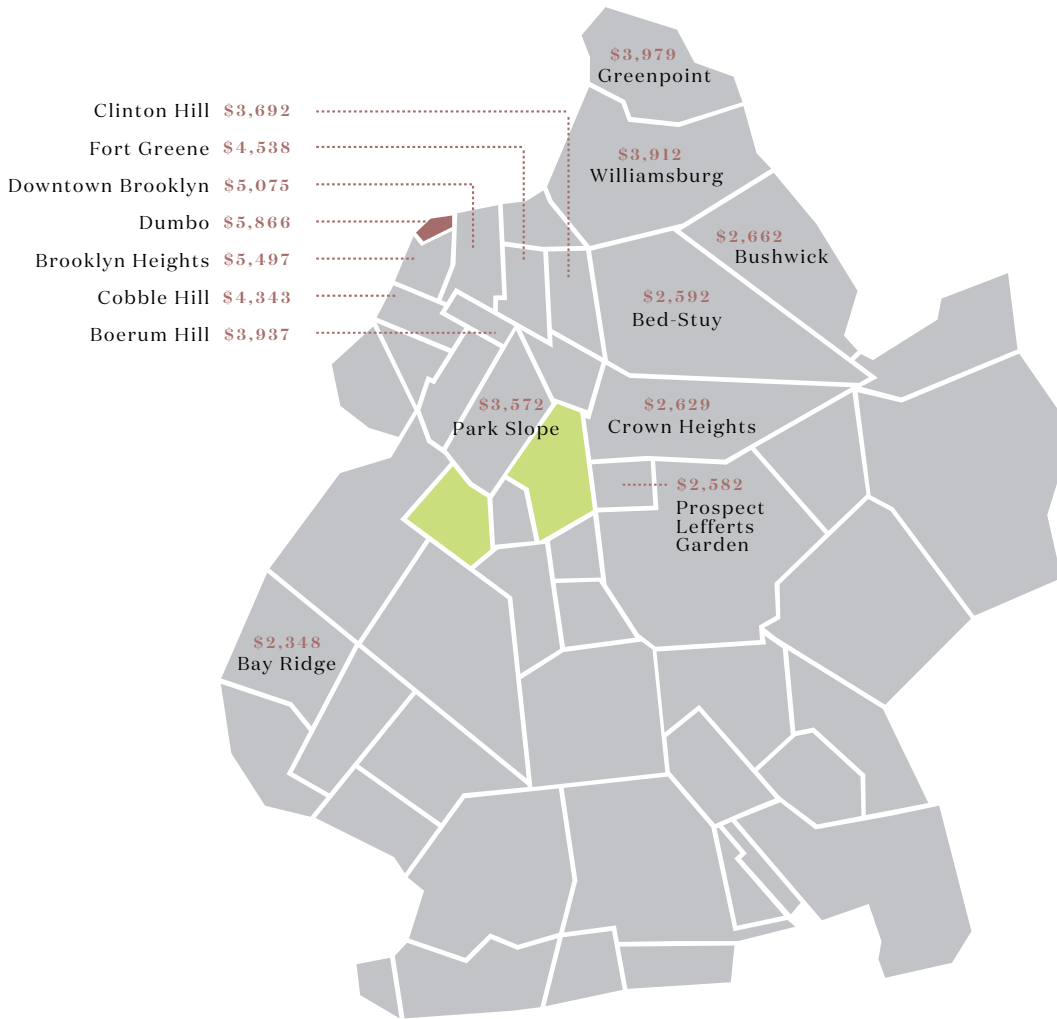 $3,979
Greenpoint
Clinton Hill $3,692
Fort Greene $4,538
$3,912
Williamsburg
Downtown Brooklyn $5,075
Dumbo $5,866
$2,662
Bushwick
Brooklyn Heights $5,497
Cobble Hill $4,343
$2,592
Bed-Stuy
Boerum Hill $3,937
$3,572
Park Slope
$2,629
Crown Heights
$2,582
Prospect
Lefferts
Garden
$2,348
Bay Ridge